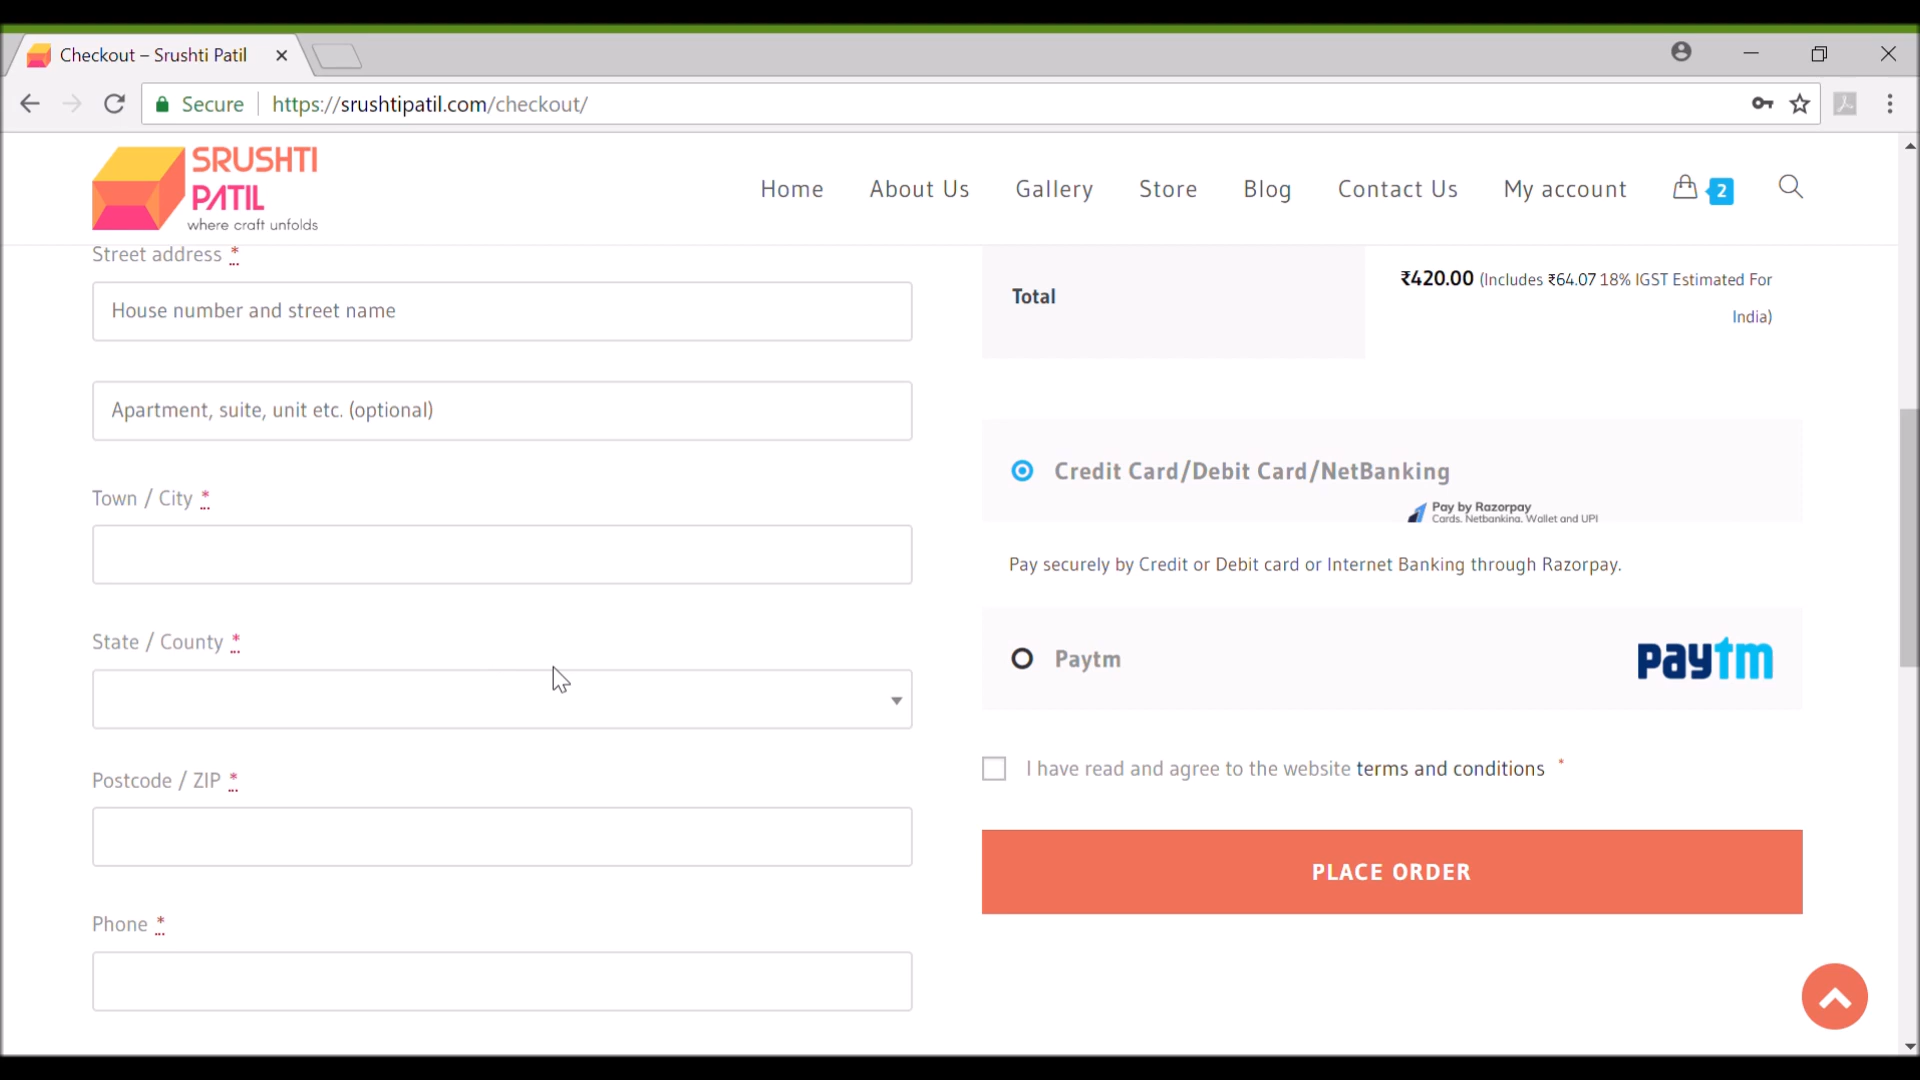 Checkout – Srushti Patil
Secure https://srushtipatil.com/checkout/
SRUSHTI
PATIL
where craft unfolds
Home About Us Gallery Store Blog Contact Us My account 2
Street address *
House number and street name
Apartment, suite, unit etc. (optional)
Town / City *
State / County *
Postcode / ZIP *
Phone *
Total
₹420.00 (Includes ₹64.07 18% IGST Estimated For
India)
Credit Card/Debit Card/NetBanking
Pay by Razorpay
Cards, Netbanking, Wallet and UPI
Pay securely by Credit or Debit card or Internet Banking through Razorpay.
Paytm
paytm
I have read and agree to the website terms and conditions *
PLACE ORDER